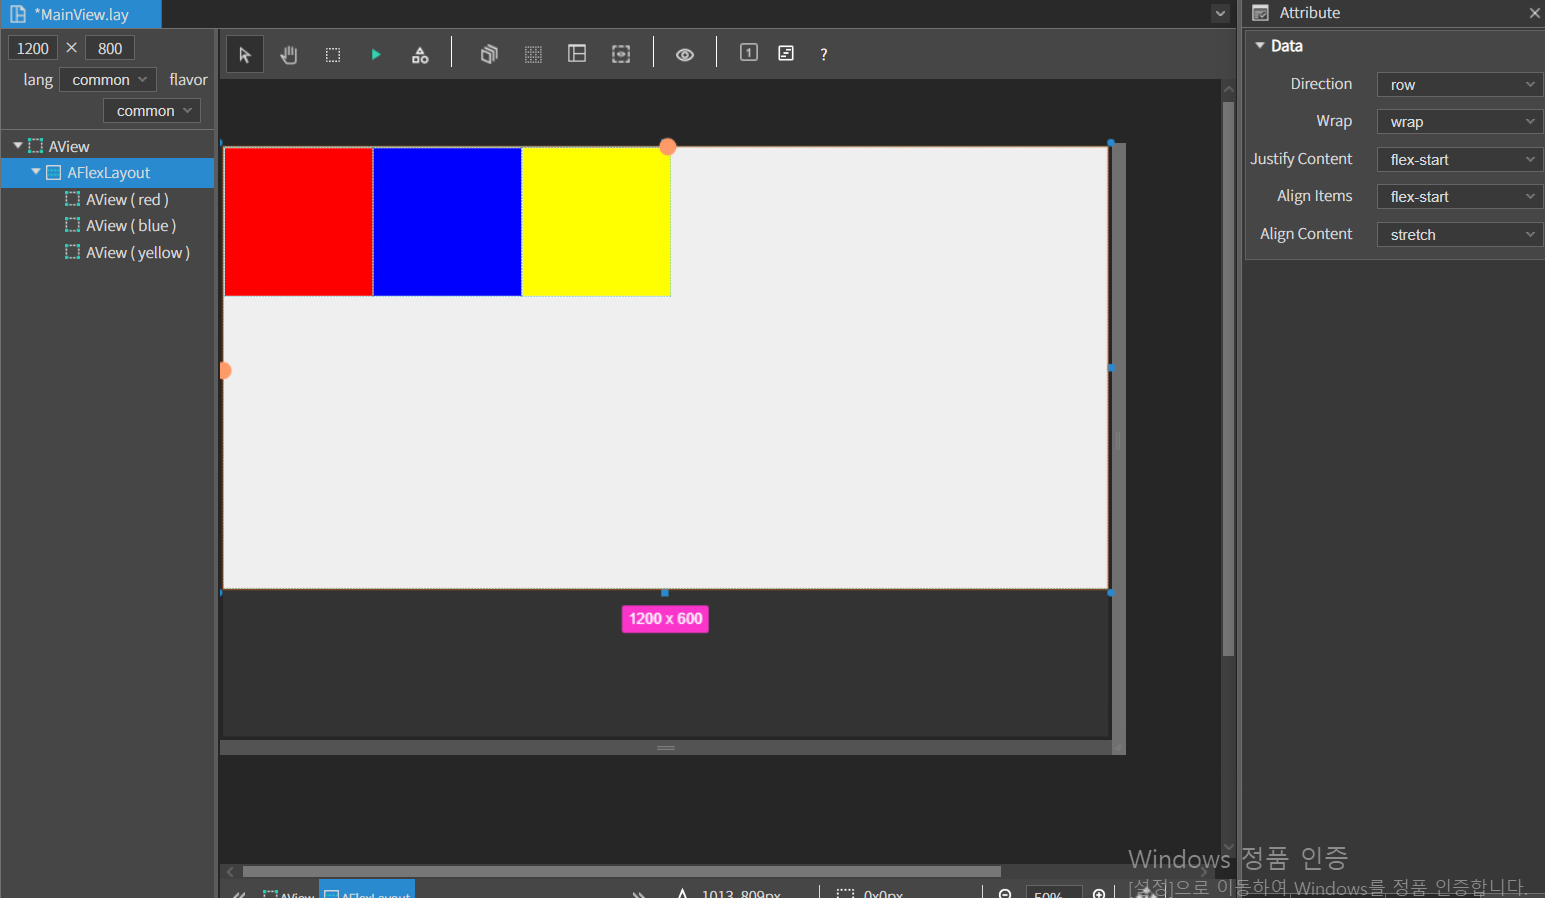 *MainView.lay
1200 × 800
lang common flavor
common
AView
AFlexLayout
AView ( red )
AView ( blue )
AView ( yellow )
1
?
1200 x 600
Attribute
Data
Direction row
Wrap wrap
Justify Content flex-start
Align Items flex-start
Align Content stretch
Windows 정품 인증
[설정]으로 이동하여 Windows를 정품 인증합니다.
AView AFlexLayout 1013, 809px 0x0px 50%